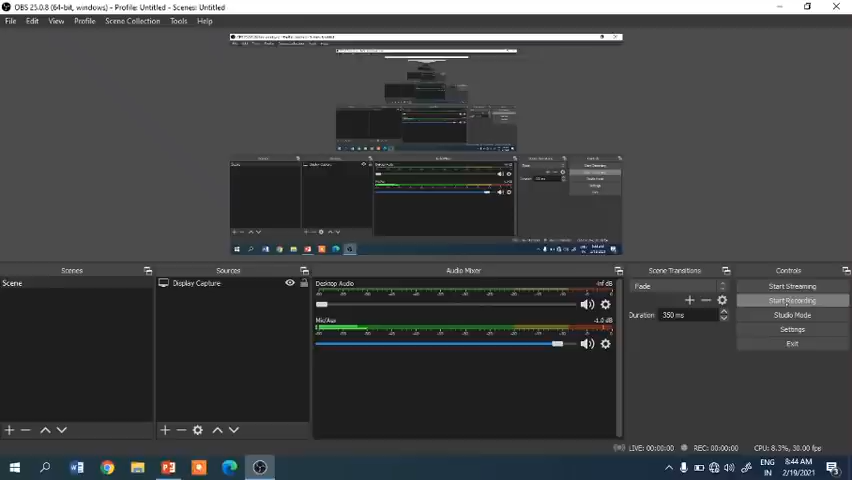 OBS 25.0.8 (64-bit, windows) - Profile: Untitled - Scenes: Untitled
File Edit View Profile Scene Collection Tools Help
Scenes Sources Audio Mixer Scene Transitions Controls
Scene
Display Capture
Desktop Audio -inf dB
Mic/Aux -1.0 dB
Fade
Duration 350 ms
Start Streaming
Start Recording
Studio Mode
Settings
Exit
LIVE: 00:00:00 REC: 00:00:00 CPU: 8.3%, 30.00 fps
ENG
IN
8:44 AM
2/19/2021